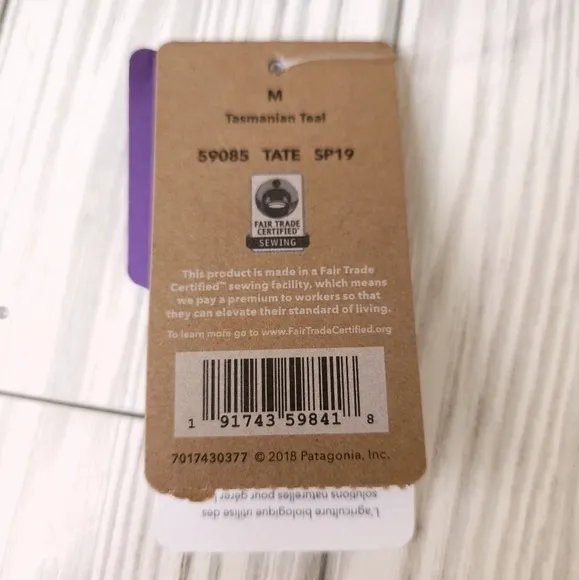 M
Tasmanian Teal
59085 TATE SP19
FAIR TRADE
CERTIFIED
SEWING
This product is made in a Fair Trade
Certified™ sewing facility, which means
we pay a premium to workers so that
they can elevate their standard of living.
To learn more go to www.FairTradeCertified.org
1 91743 59841 8
7017430377 © 2018 Patagonia, Inc.
solutions naturelles pour gérer
L'agriculture biologique utilise des